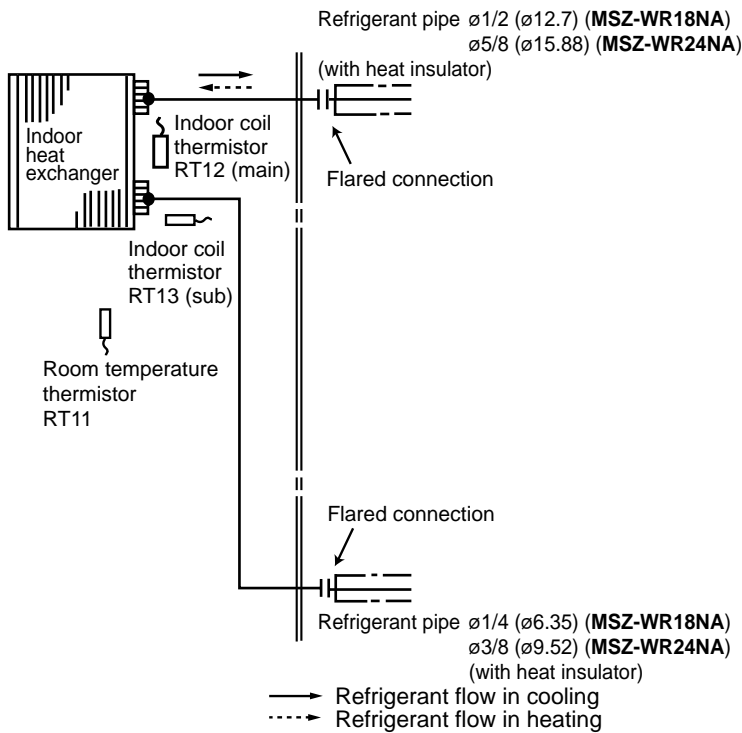 Refrigerant pipe ø1/2 (ø12.7) (MSZ-WR18NA)
ø5/8 (ø15.88) (MSZ-WR24NA)
(with heat insulator)
Indoor
heat
exchanger
Indoor coil
thermistor
RT12 (main)
Flared connection
Indoor coil
thermistor
RT13 (sub)
Room temperature
thermistor
RT11
Flared connection
Refrigerant pipe ø1/4 (ø6.35) (MSZ-WR18NA)
ø3/8 (ø9.52) (MSZ-WR24NA)
(with heat insulator)
Refrigerant flow in cooling
Refrigerant flow in heating